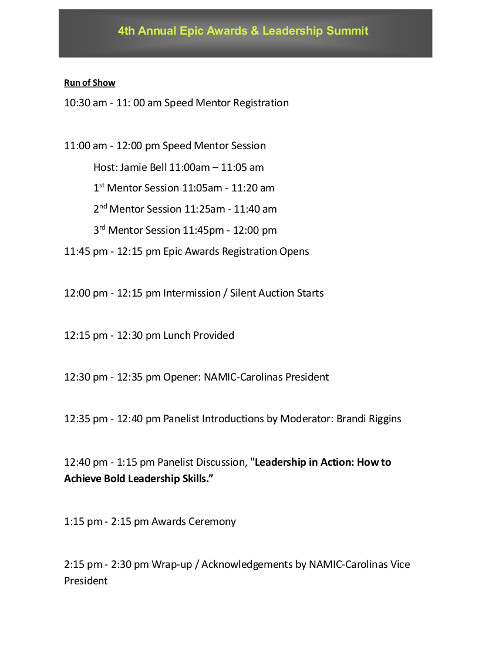 4th Annual Epic Awards & Leadership Summit
Run of Show
10:30 am - 11: 00 am Speed Mentor Registration
11:00 am - 12:00 pm Speed Mentor Session
Host: Jamie Bell 11:00am – 11:05 am
1st Mentor Session 11:05am - 11:20 am
2nd Mentor Session 11:25am - 11:40 am
3rd Mentor Session 11:45pm - 12:00 pm
11:45 pm - 12:15 pm Epic Awards Registration Opens
12:00 pm - 12:15 pm Intermission / Silent Auction Starts
12:15 pm - 12:30 pm Lunch Provided
12:30 pm - 12:35 pm Opener: NAMIC-Carolinas President
12:35 pm - 12:40 pm Panelist Introductions by Moderator: Brandi Riggins
12:40 pm - 1:15 pm Panelist Discussion, "Leadership in Action: How to
Achieve Bold Leadership Skills.”
1:15 pm - 2:15 pm Awards Ceremony
2:15 pm - 2:30 pm Wrap-up / Acknowledgements by NAMIC-Carolinas Vice
President